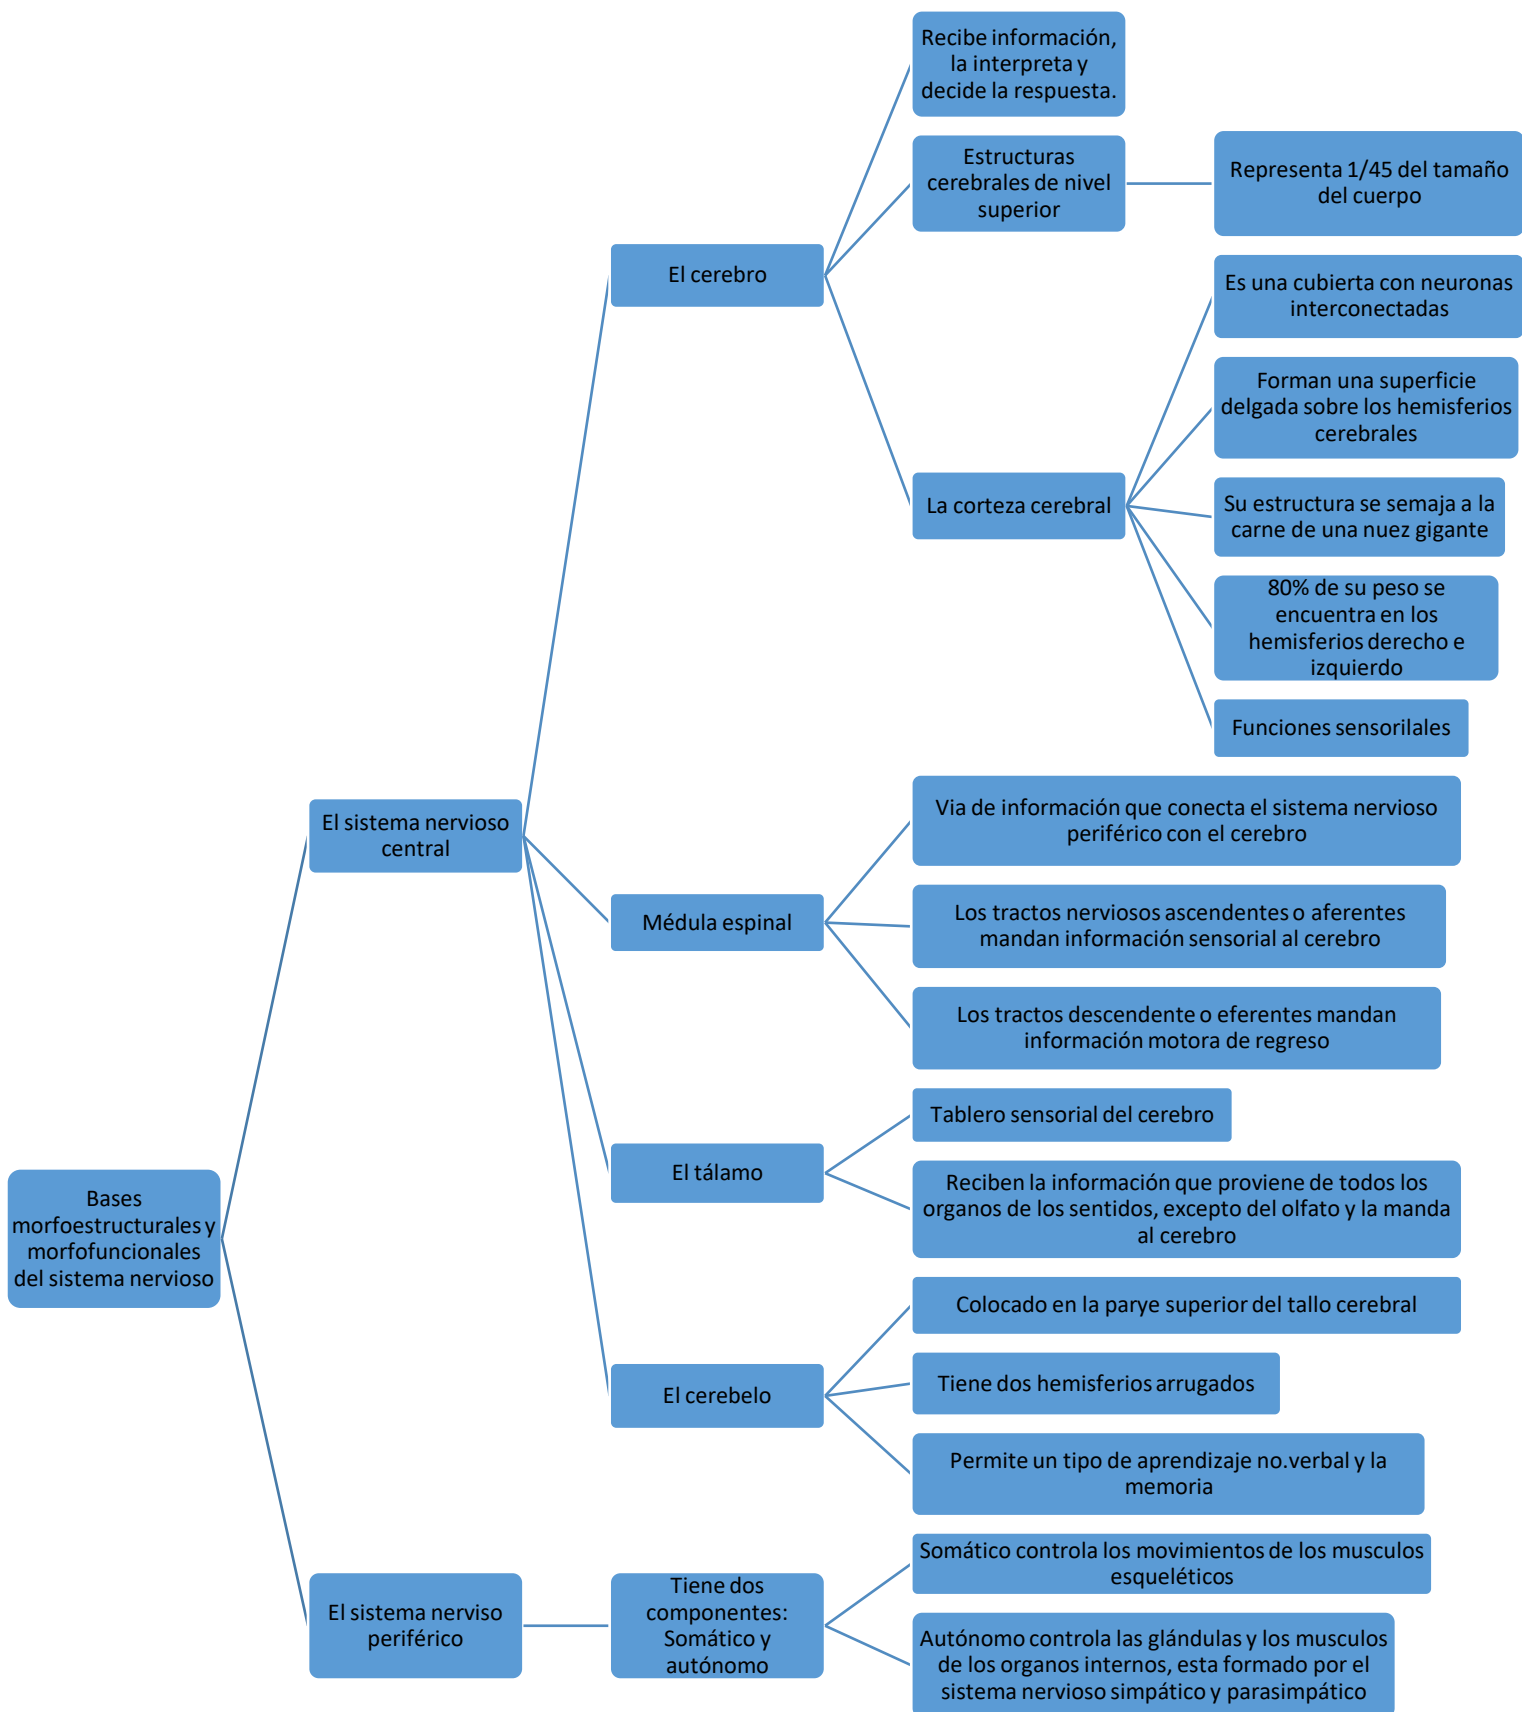 Recibe información,
la interpreta y
decide la respuesta.
Estructuras
cerebrales de nivel
superior
Representa 1/45 del tamaño
del cuerpo
El cerebro
Es una cubierta con neuronas
interconectadas
Forman una superficie
delgada sobre los hemisferios
cerebrales
La corteza cerebral
Su estructura se semaja a la
carne de una nuez gigante
80% de su peso se
encuentra en los
hemisferios derecho e
izquierdo
Funciones sensorilales
El sistema nervioso
central
Via de información que conecta el sistema nervioso
periférico con el cerebro
Médula espinal
Los tractos nerviosos ascendentes o aferentes
mandan información sensorial al cerebro
Los tractos descendente o eferentes mandan
información motora de regreso
El tálamo
Tablero sensorial del cerebro
Reciben la información que proviene de todos los
organos de los sentidos, excepto del olfato y la manda
al cerebro
Bases
morfoestructurales y
morfofuncionales
del sistema nervioso
Colocado en la parye superior del tallo cerebral
El cerebelo
Tiene dos hemisferios arrugados
Permite un tipo de aprendizaje no.verbal y la
memoria
El sistema nerviso
periférico
Tiene dos
componentes:
Somático y
autónomo
Somático controla los movimientos de los musculos
esqueléticos
Autónomo controla las glándulas y los musculos
de los organos internos, esta formado por el
sistema nervioso simpático y parasimpático